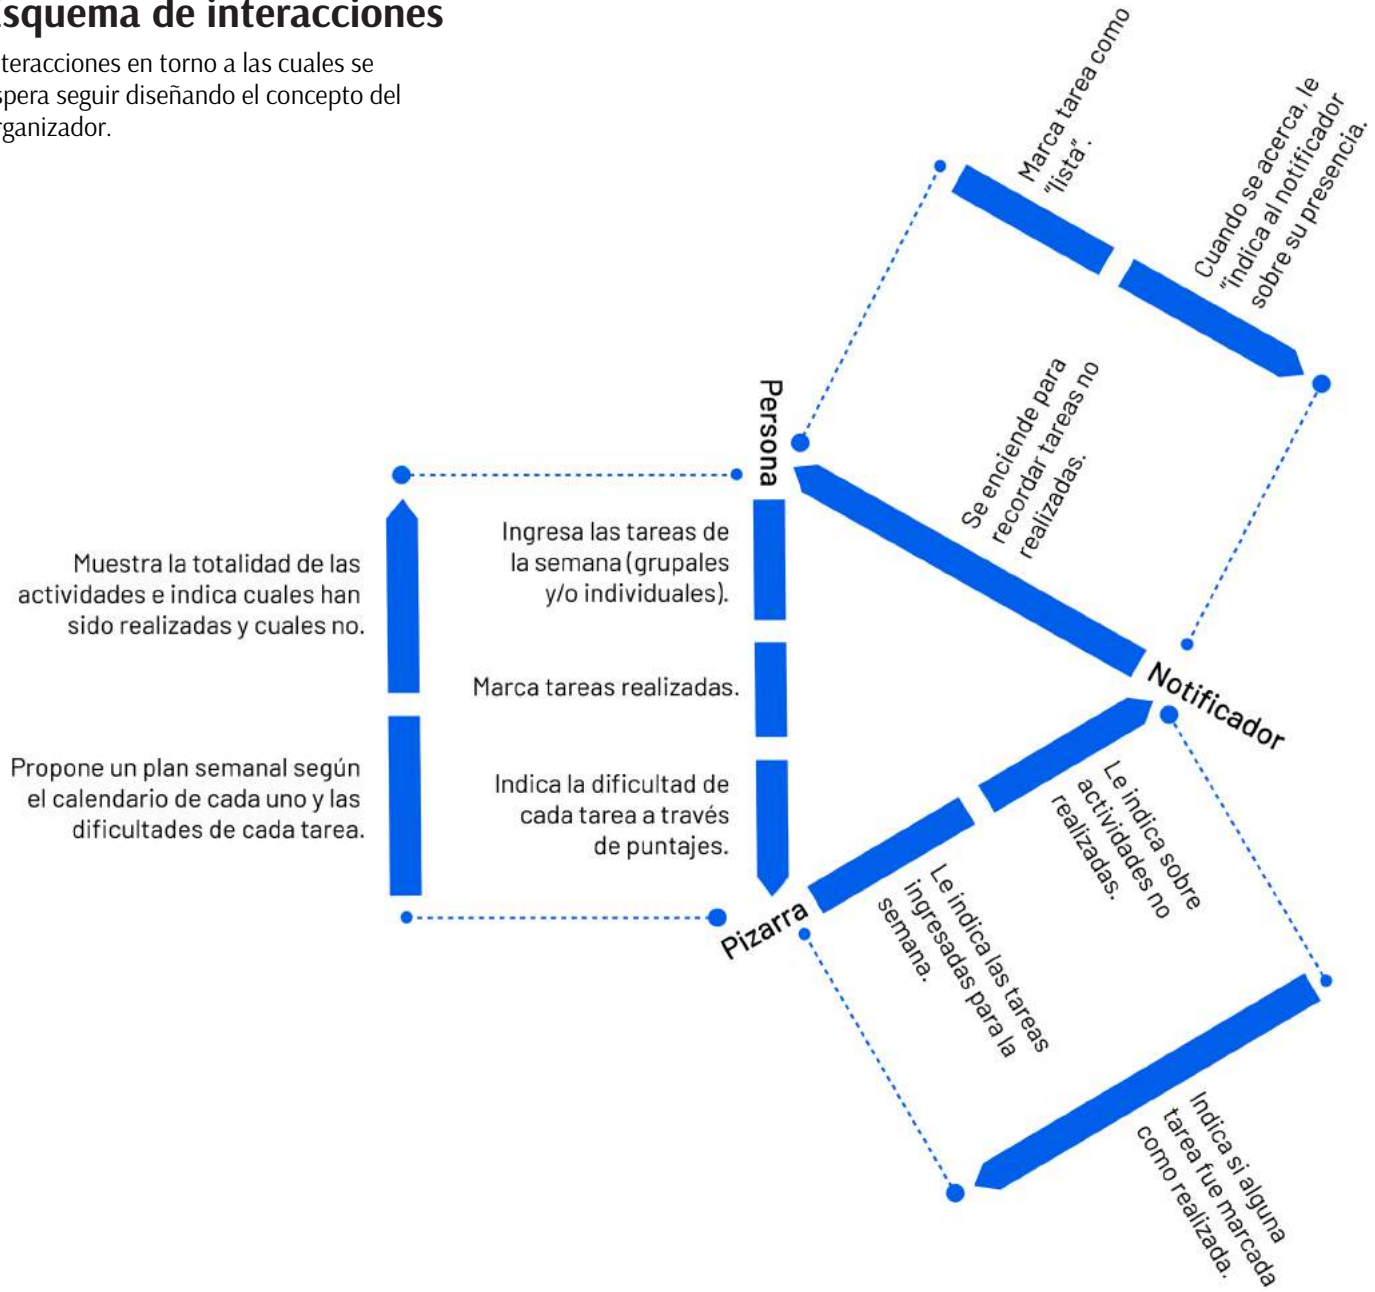 squema de interacciones
teracciones en torno a las cuales se
spera seguir diseñando el concepto del
rganizador.
Marca tarea como
"lista".
Cuando se acerca, le
"indica al notificador
sobre su presencia.
Se enciende para
recordar tareas no
realizadas.
Persona
Ingresa las tareas de
la semana (grupales
y/o individuales).
Muestra la totalidad de las
actividades e indica cuales han
sido realizadas y cuales no.
Marca tareas realizadas.
Notificador
Propone un plan semanal según
el calendario de cada uno y las
dificultades de cada tarea.
Indica la dificultad de
cada tarea a través
de puntajes.
Le indica sobre
actividades no
realizadas.
Pizarra
Le indica las tareas
ingresadas para la
semana.
Indica si alguna
tarea fue marcada
como realizada.